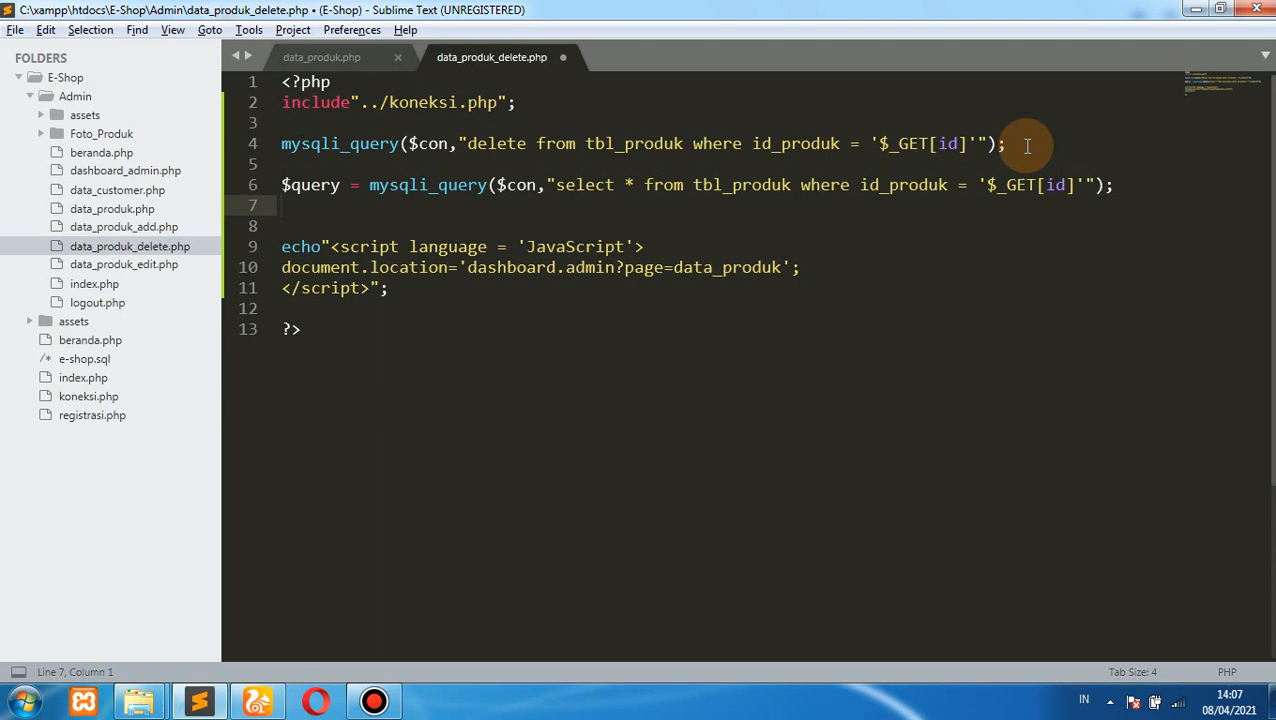 C:\xampp\htdocs\E-Shop\Admin\data_produk_delete.php • (E-Shop) - Sublime Text (UNREGISTERED)
File Edit Selection Find View Goto Tools Project Preferences Help
FOLDERS
E-Shop
Admin
assets
Foto_Produk
beranda.php
dashboard_admin.php
data_customer.php
data_produk.php
data_produk_add.php
data_produk_delete.php
data_produk_edit.php
index.php
logout.php
assets
beranda.php
e-shop.sql
index.php
koneksi.php
registrasi.php
data_produk.php data_produk_delete.php
1 <?php
2 include"../koneksi.php";
3
4 mysqli_query($con,"delete from tbl_produk where id_produk = '$_GET[id]'");
5
6 $query = mysqli_query($con,"select * from tbl_produk where id_produk = '$_GET[id]'");
7
8
9 echo"<script language = 'JavaScript'>
10 document.location='dashboard.admin?page=data_produk';
11 </script>";
12
13 ?>
Line 7, Column 1 Tab Size: 4 PHP
IN 14:07
08/04/2021